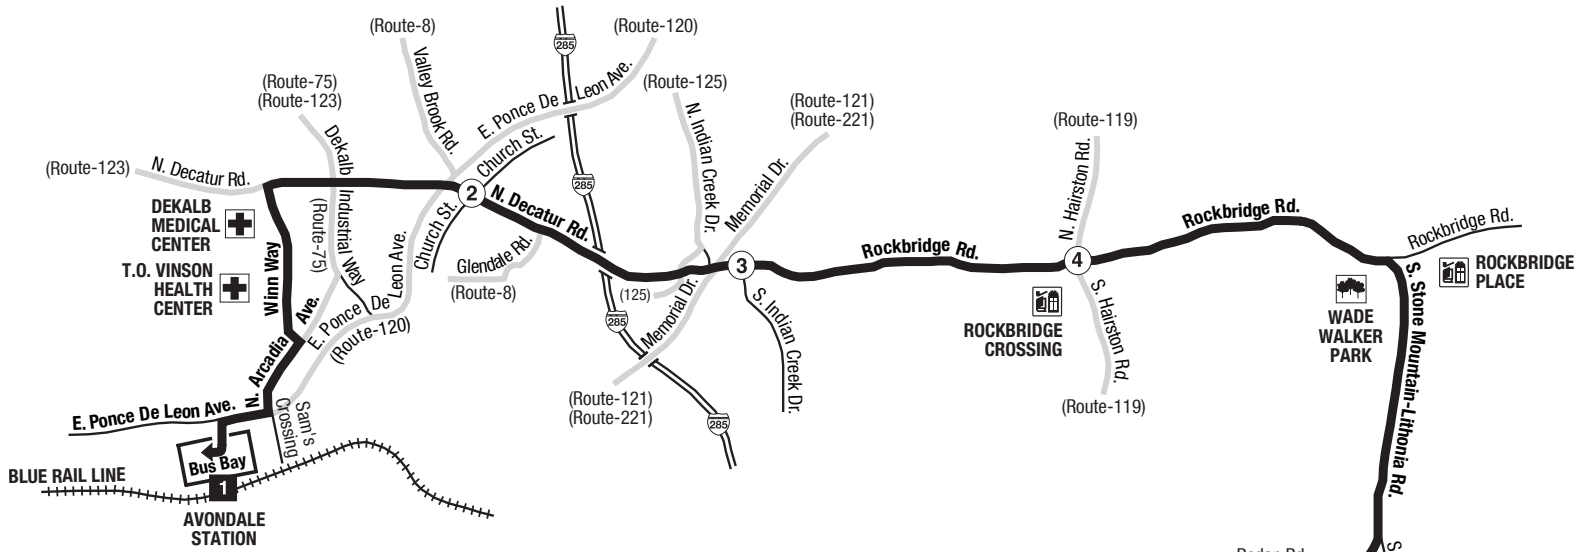 (Route-8)
Valley Brook Rd.
285
(Route-120)
E. Ponce De Leon Ave.
(Route-75)
(Route-123)
Dekalb Industrial Way
(Route-75)
(Route-125)
N. Indian Creek Dr.
(Route-121)
(Route-221)
Memorial Dr.
(Route-119)
N. Hairston Rd.
(Route-123)
N. Decatur Rd.
Church St.
2
N. Decatur Rd.
285
Church St.
Glendale Rd.
(Route-8)
DEKALB
MEDICAL
CENTER
T.O. VINSON
HEALTH
CENTER
Winn Way
N. Arcadia Ave.
E. Ponce De Leon Ave.
(Route-120)
(125)
285
Memorial Dr.
(Route-121)
(Route-221)
285
3
S. Indian Creek Dr.
Rockbridge Rd.
4
ROCKBRIDGE
CROSSING
S. Hairston Rd.
(Route-119)
Rockbridge Rd.
Rockbridge Rd.
ROCKBRIDGE
PLACE
WADE
WALKER
PARK
S. Stone Mountain-Lithonia Rd.
E. Ponce De Leon Ave.
Sam's
Crossing
Bus Bay
BLUE RAIL LINE
1
AVONDALE
STATION